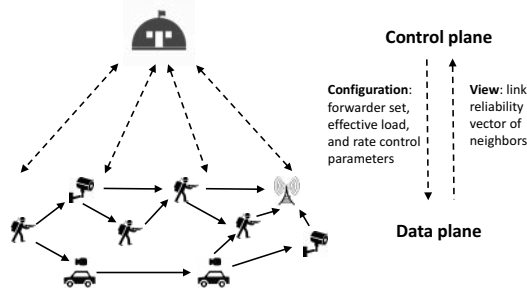 Control plane
Configuration:
forwarder set,
effective load,
and rate control
parameters
View: link
reliability
vector of
neighbors
Data plane